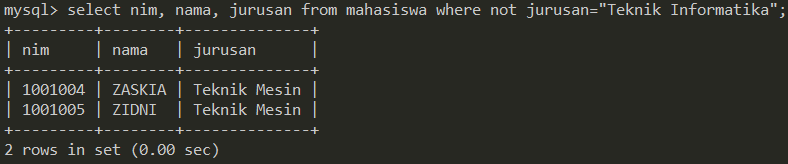 mysql> select nim, nama, jurusan from mahasiswa where not jurusan="Teknik Informatika";
+---------+--------+--------------+
| nim     | nama   | jurusan      |
+---------+--------+--------------+
| 1001004 | ZASKIA | Teknik Mesin |
| 1001005 | ZIDNI  | Teknik Mesin |
+---------+--------+--------------+
2 rows in set (0.00 sec)